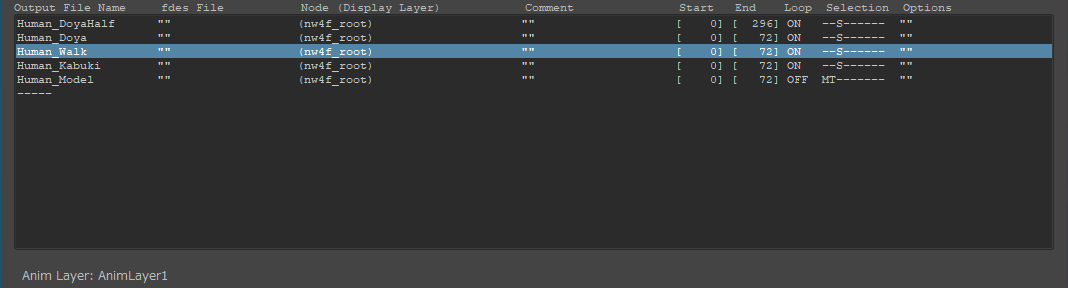 Output File Name fdes File Node (Display Layer) Comment Start End Loop Selection Options
Human_DoyaHalf "" (nw4f_root) "" [ 0] [ 296] ON --S------ ""
Human_Doya "" (nw4f_root) "" [ 0] [ 72] ON --S------ ""
Human_Walk "" (nw4f_root) "" [ 0] [ 72] ON --S------ ""
Human_Kabuki "" (nw4f_root) "" [ 0] [ 72] ON --S------ ""
Human_Model "" (nw4f_root) "" [ 0] [ 72] OFF MT------- ""
-----
Anim Layer: AnimLayer1